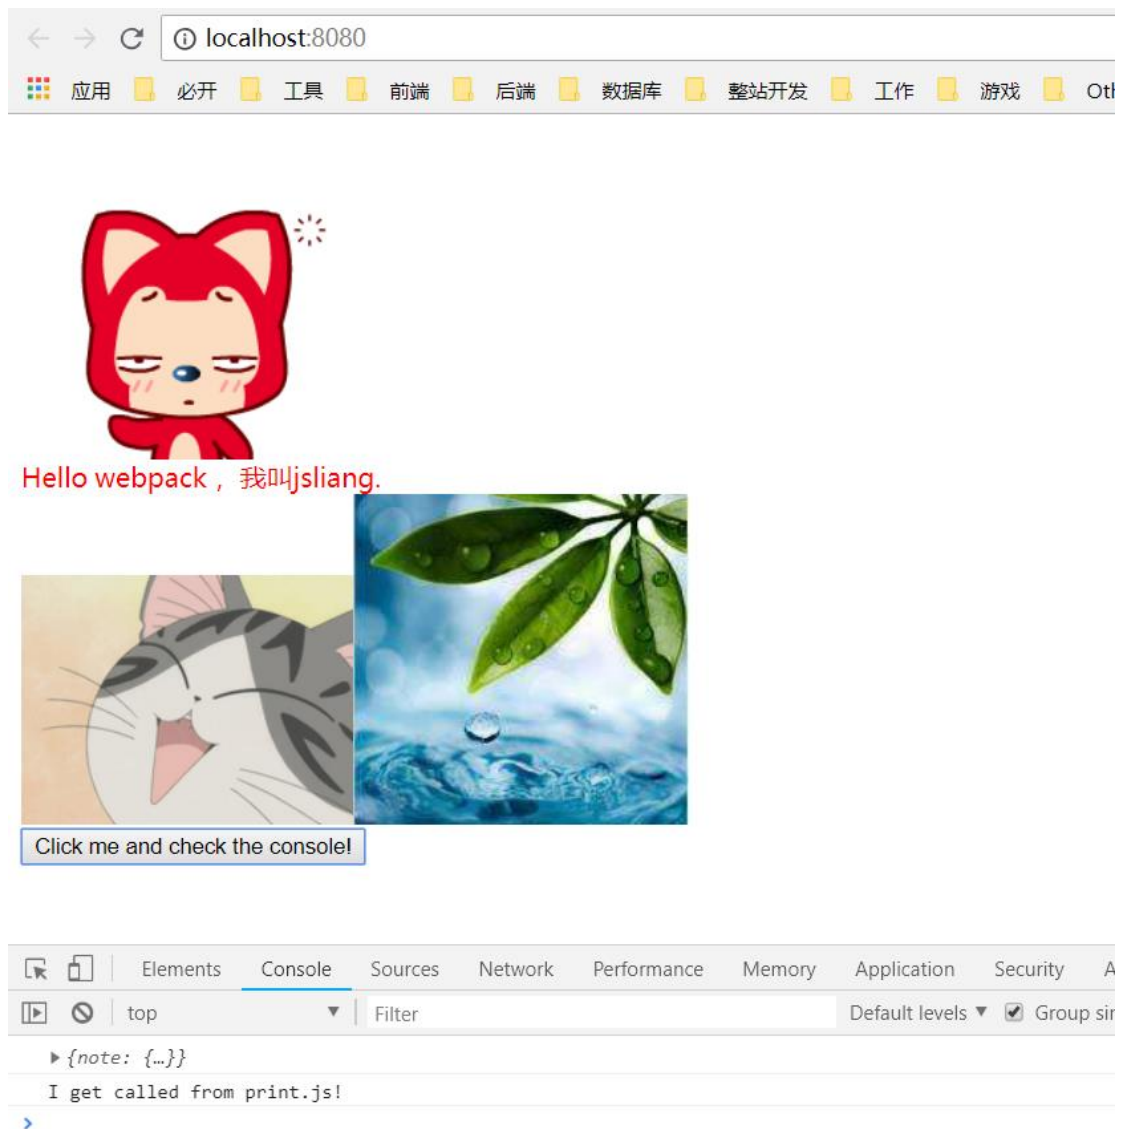 localhost:8080
应用 必开 工具 前端 后端 数据库 整站开发 工作 游戏
Hello webpack ，我叫jsliang.
Click me and check the console!
Elements Console Sources Network Performance Memory Application Security
top Filter Default levels Group
{note: {…}}
I get called from print.js!